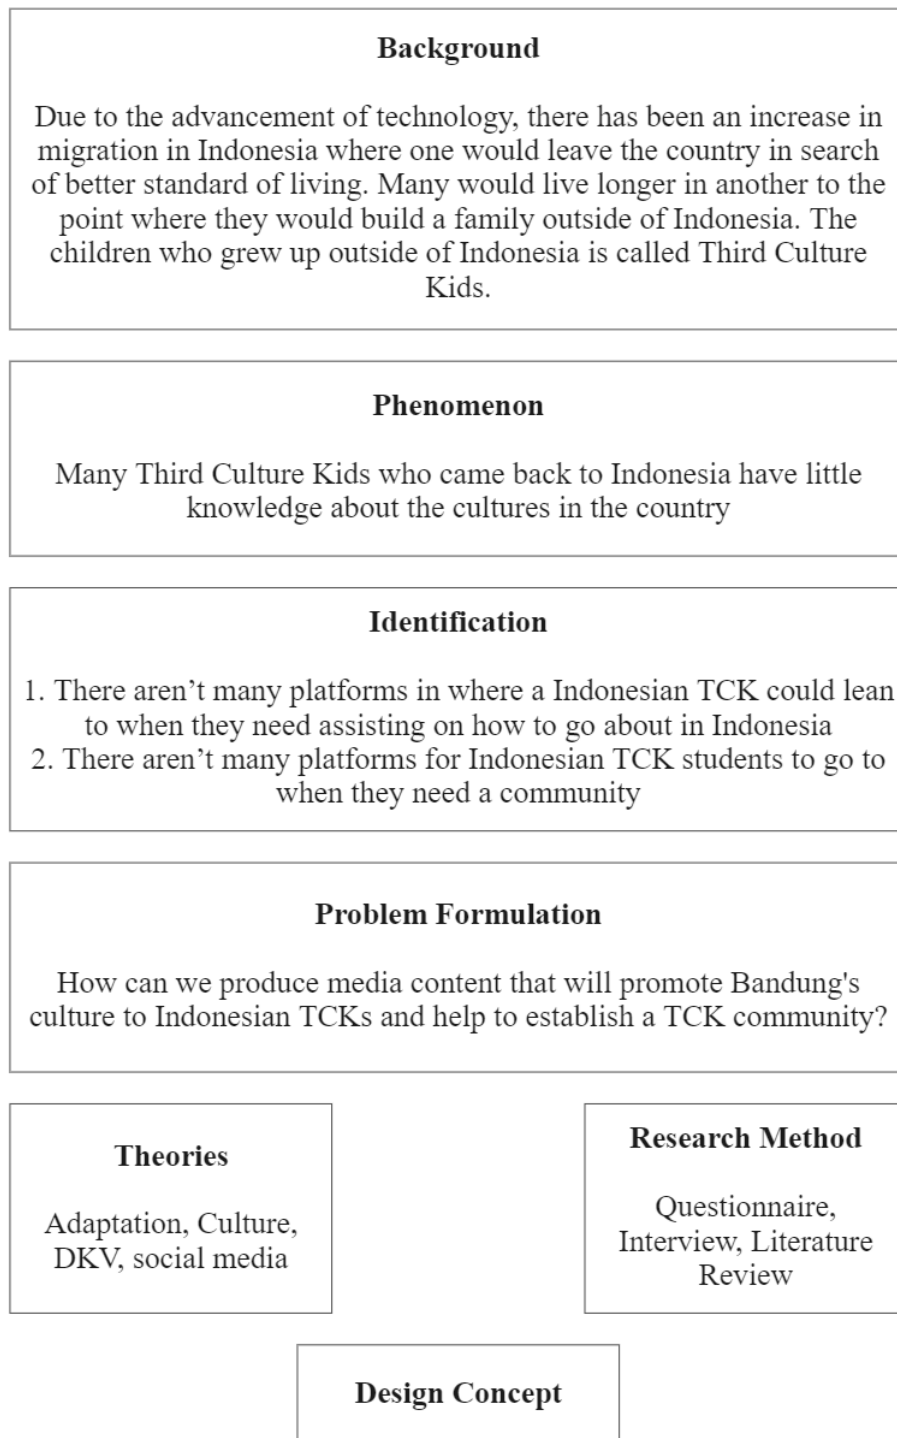 Background
Due to the advancement of technology, there has been an increase in
migration in Indonesia where one would leave the country in search
of better standard of living. Many would live longer in another to the
point where they would build a family outside of Indonesia. The
children who grew up outside of Indonesia is called Third Culture
Kids.
Phenomenon
Many Third Culture Kids who came back to Indonesia have little
knowledge about the cultures in the country
Identification
1. There aren’t many platforms in where a Indonesian TCK could lean
to when they need assisting on how to go about in Indonesia
2. There aren’t many platforms for Indonesian TCK students to go to
when they need a community
Problem Formulation
How can we produce media content that will promote Bandung's
culture to Indonesian TCKs and help to establish a TCK community?
Theories
Adaptation, Culture,
DKV, social media
Research Method
Questionnaire,
Interview, Literature
Review
Design Concept